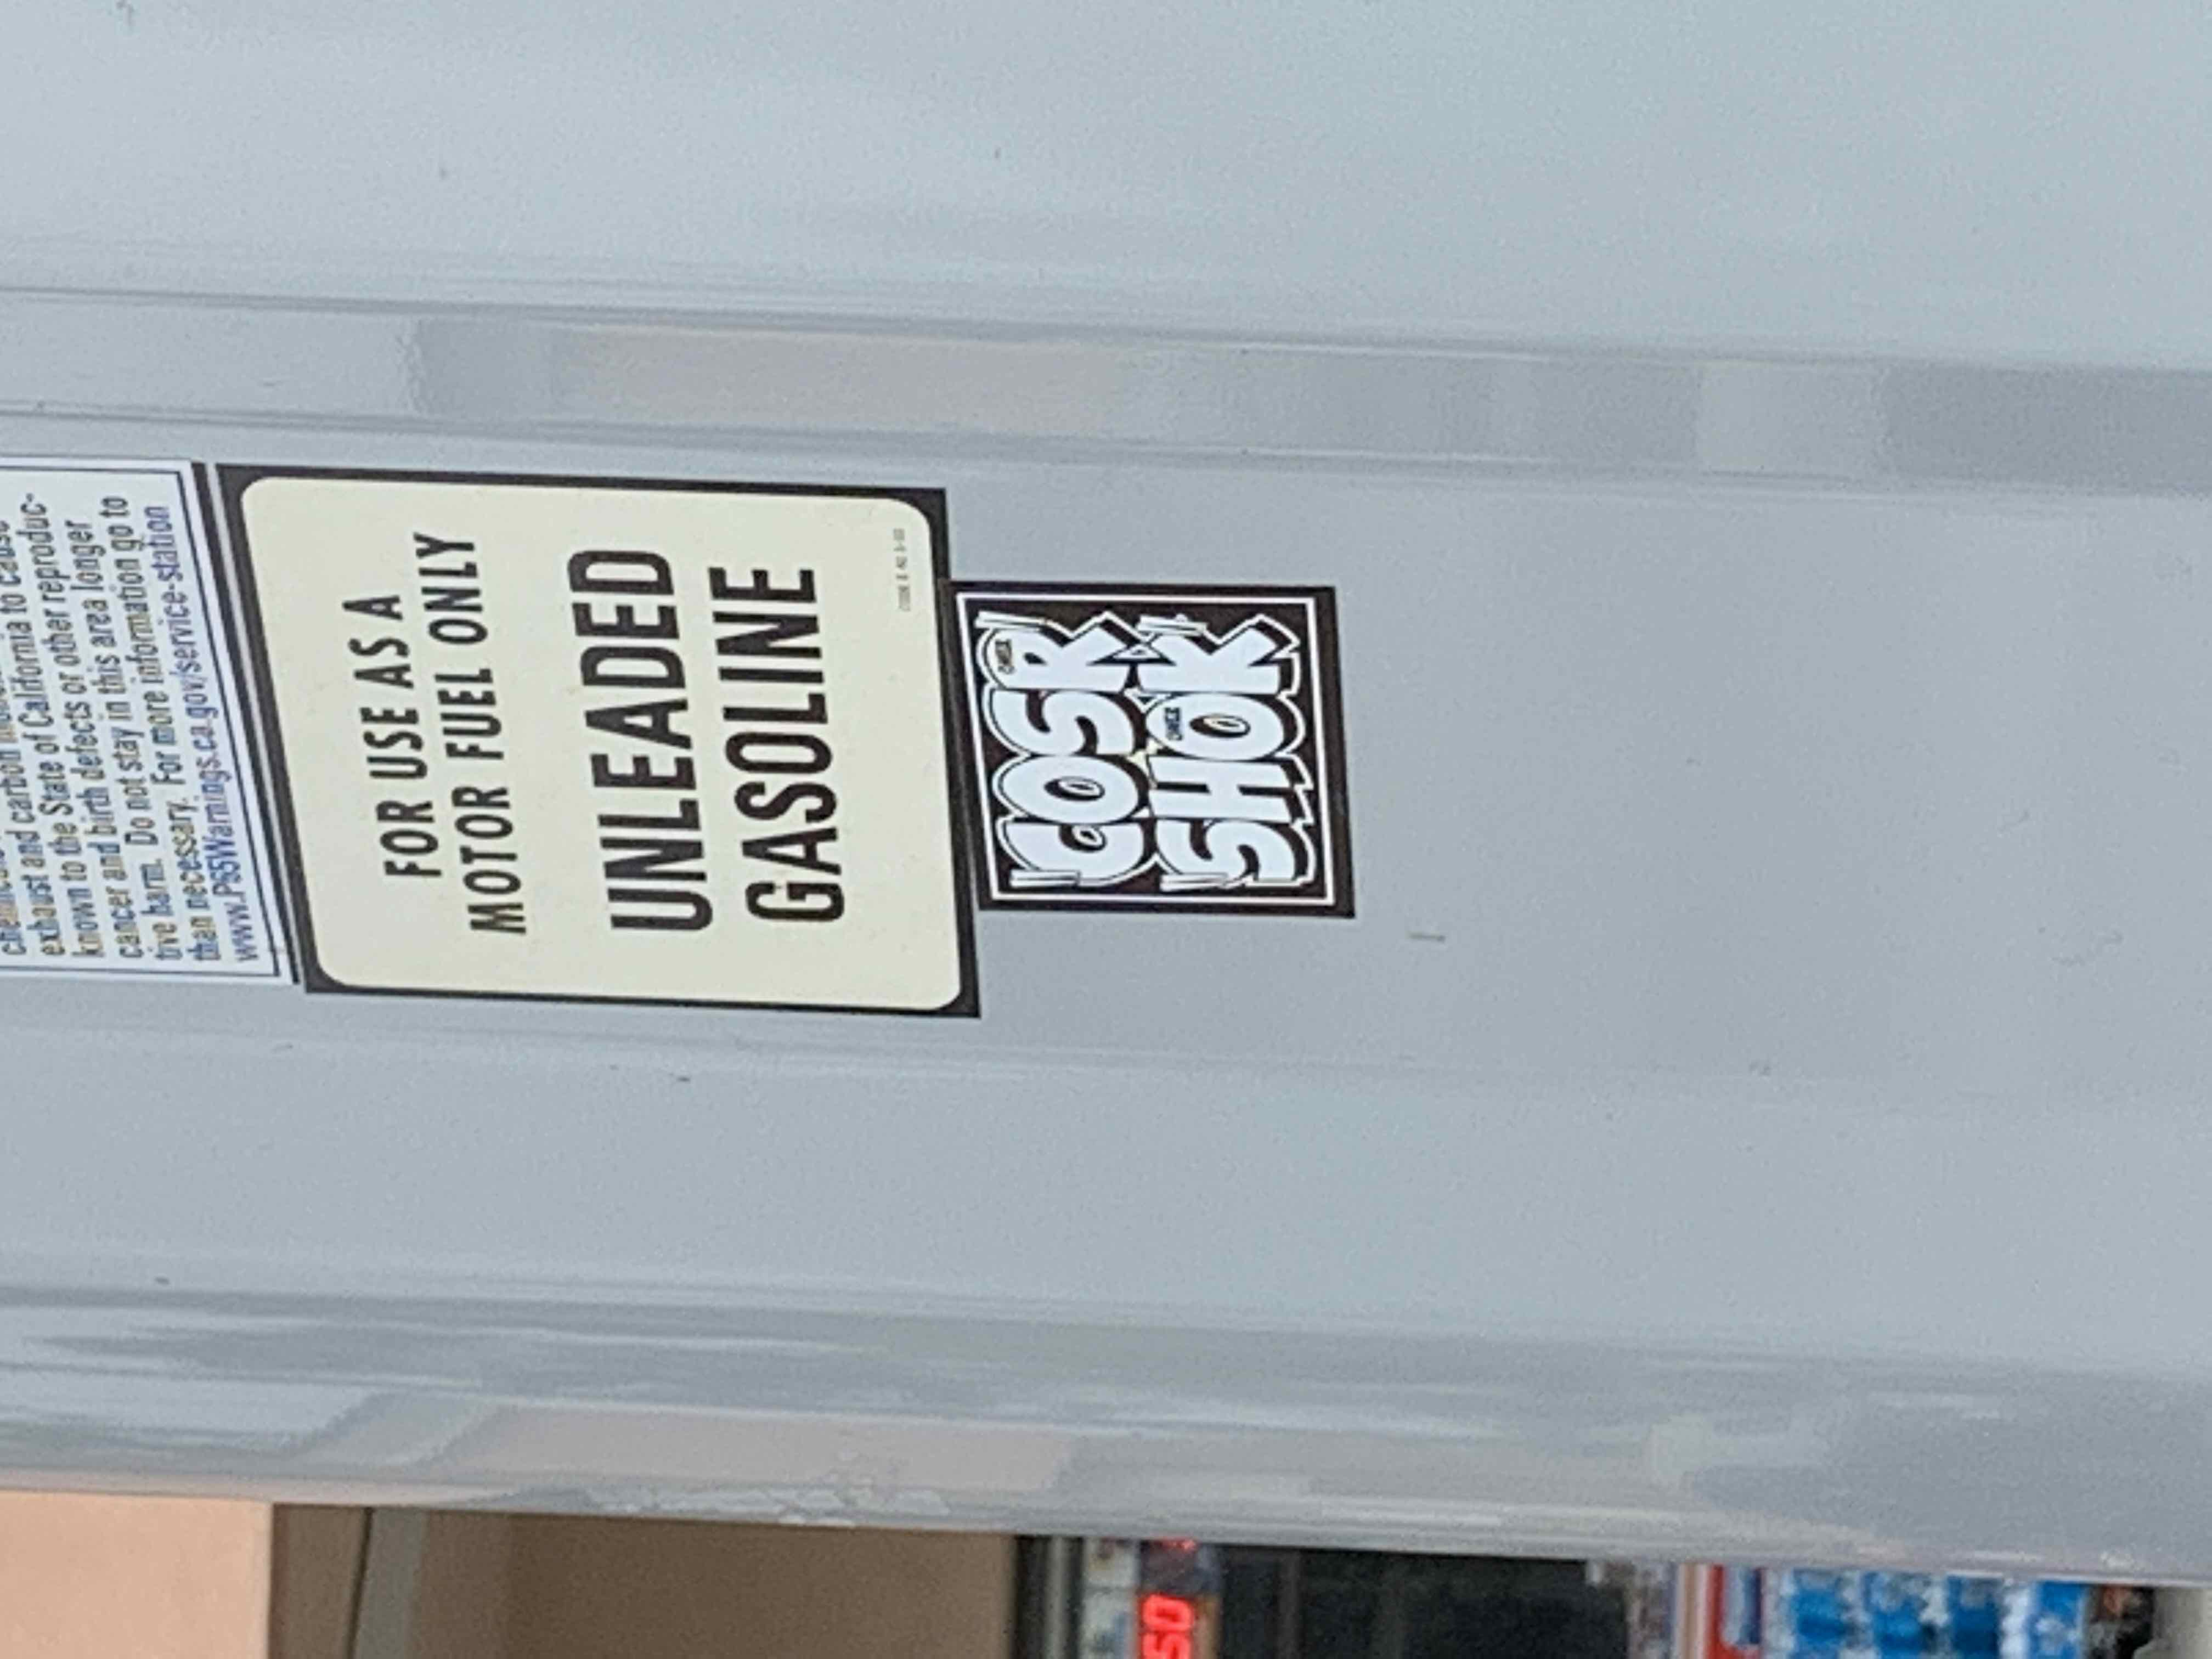 exhaust and carbon
known to the State of California to cause
cancer and birth defects or other reproduc-
tive harm. Do not stay in this area longer
than necessary. For more information go to
www.P65Warnings.ca.gov/service-station
FOR USE AS A
MOTOR FUEL ONLY
UNLEADED
GASOLINE
COSR
SHOK
50